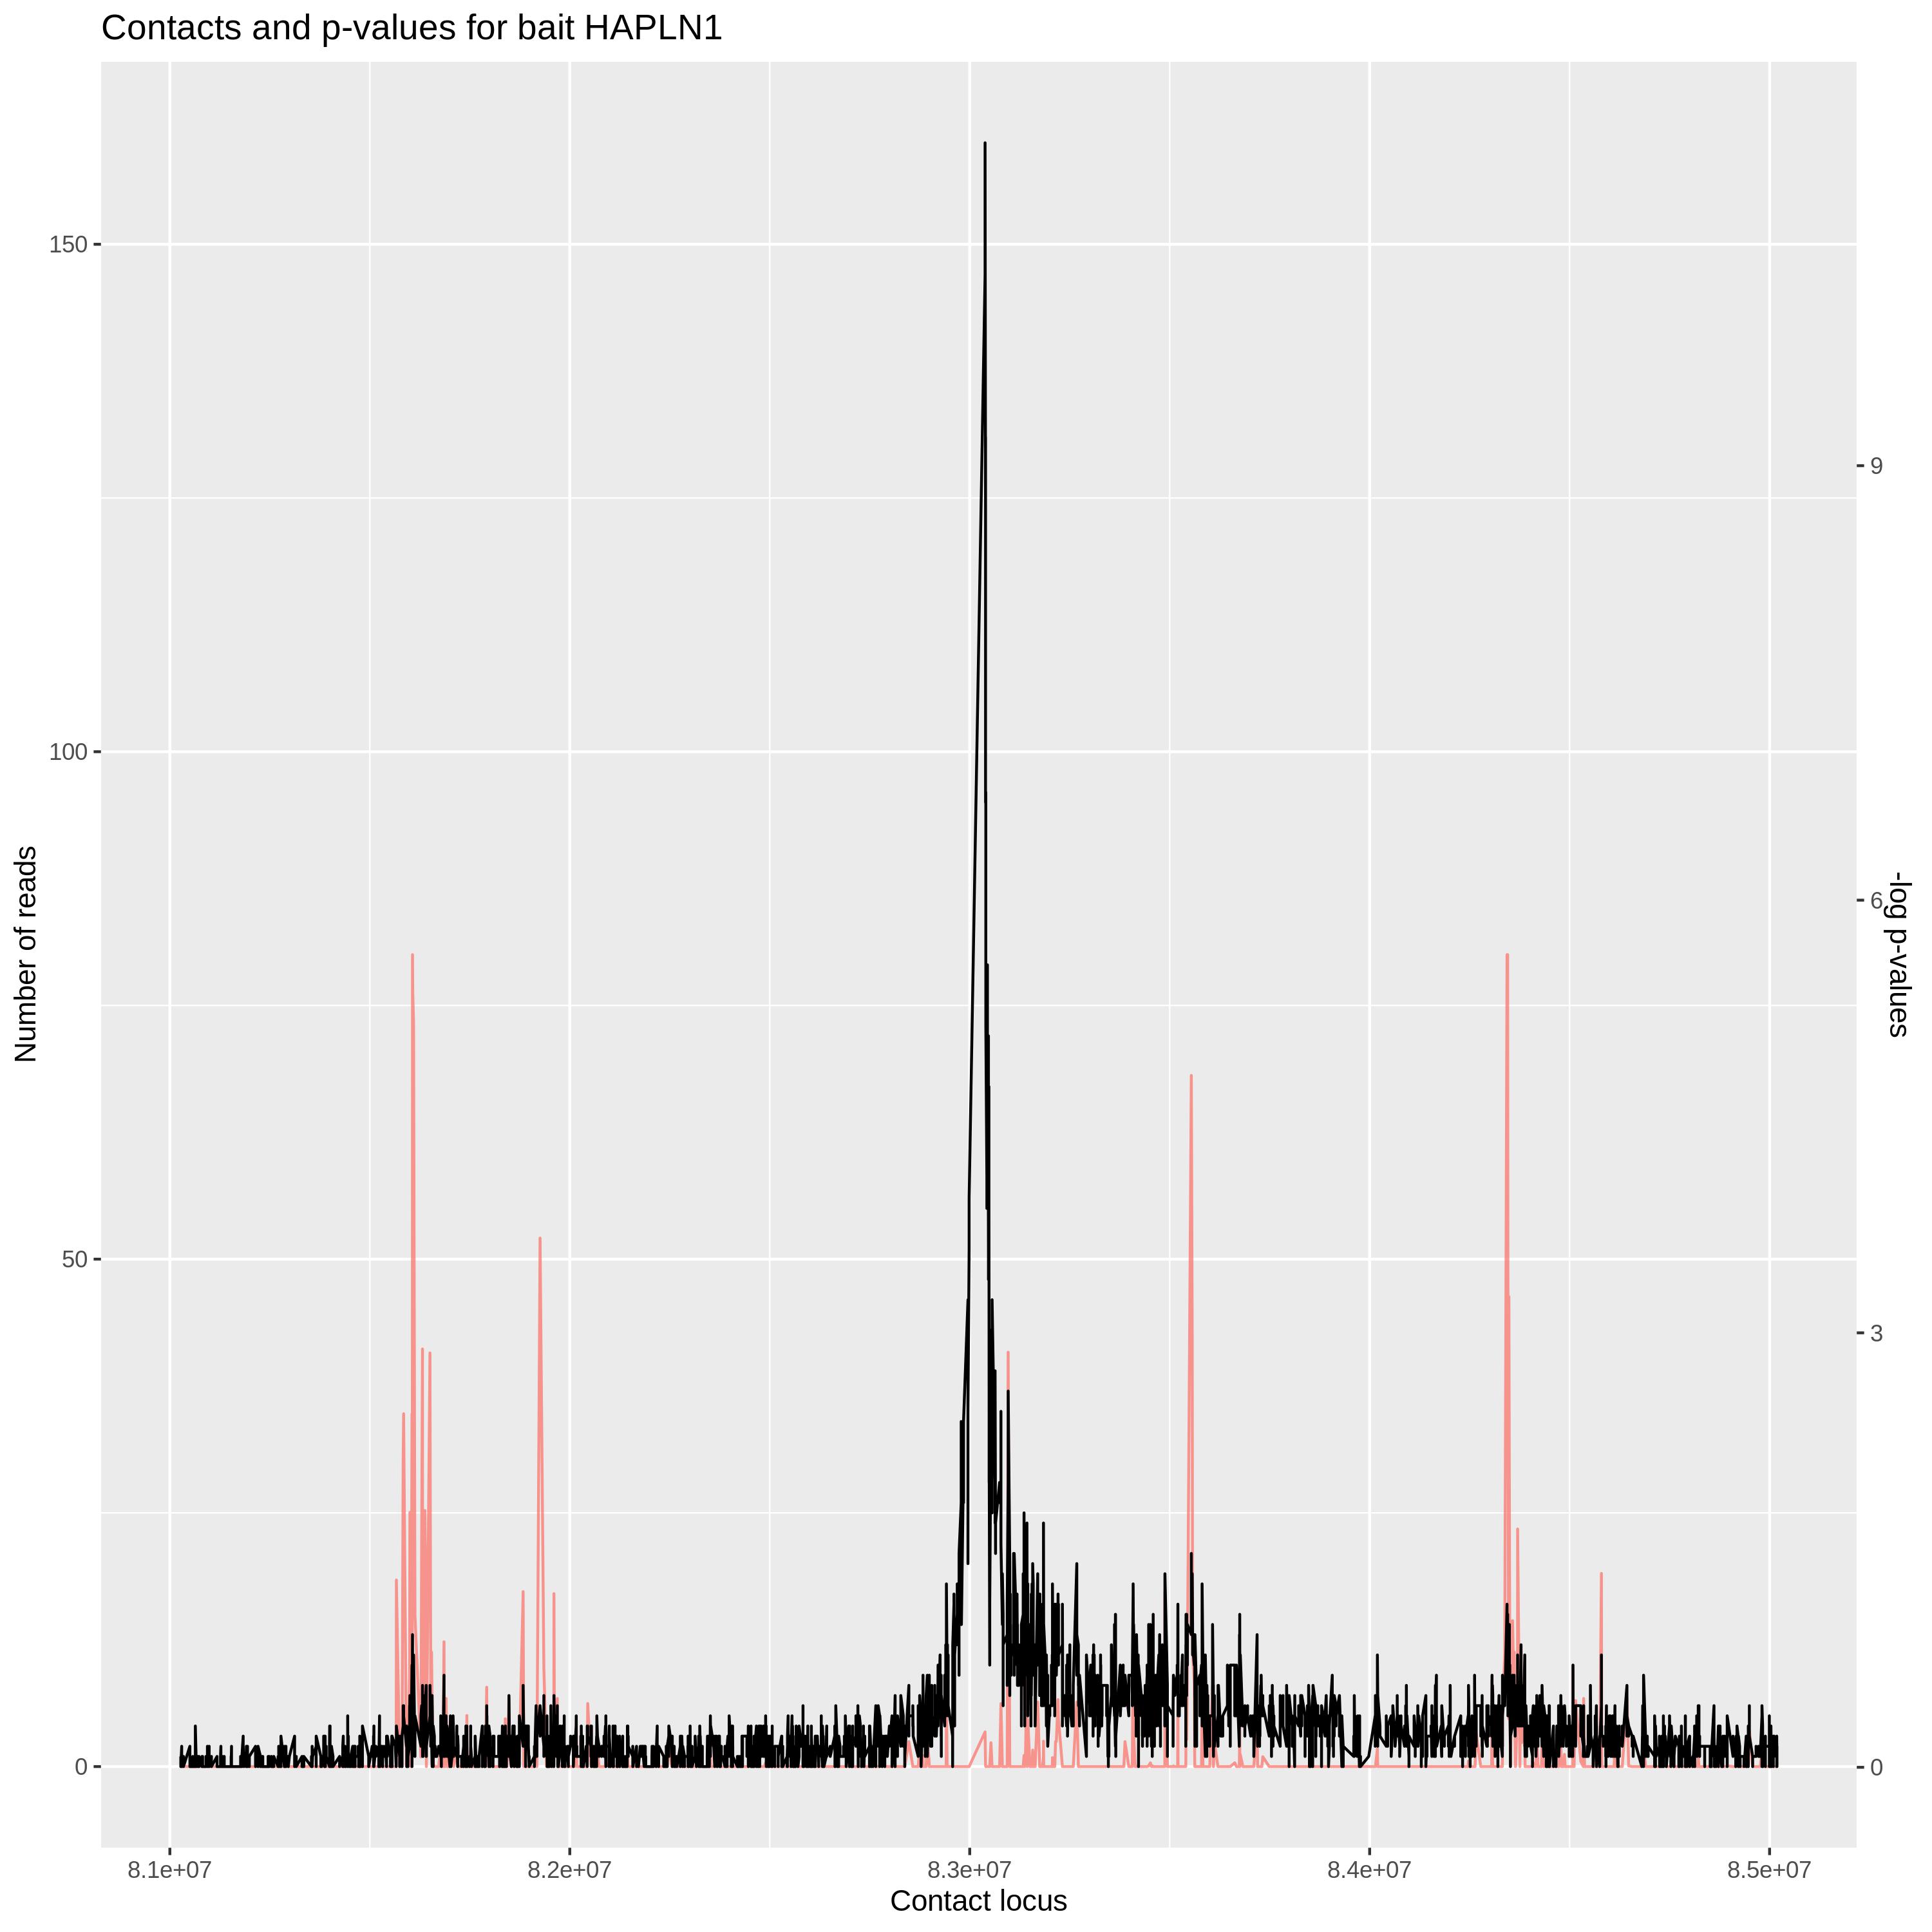 Contacts and p-values for bait HAPLN1
150
100
50
0
Number of reads
9
6
3
0
-log p-values
8.1e+07 8.2e+07 8.3e+07 8.4e+07 8.5e+07
Contact locus